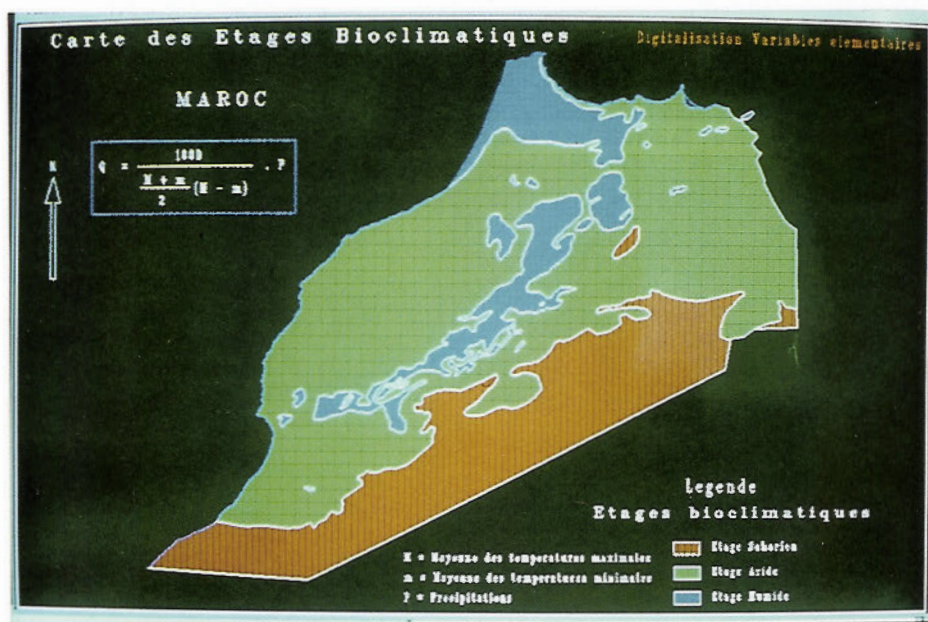 Carte des Etages Bioclimatiques
Digitalisation Variables elementaires
MAROC
N
Q = 1000 / (M + m / 2 (M - m)) . P
Legende
Etages bioclimatiques
M = Moyenne des temperatures maximales
m = Moyenne des temperatures minimaire
P = Precipitations
Etage Saharien
Etage Aride
Etage Humide